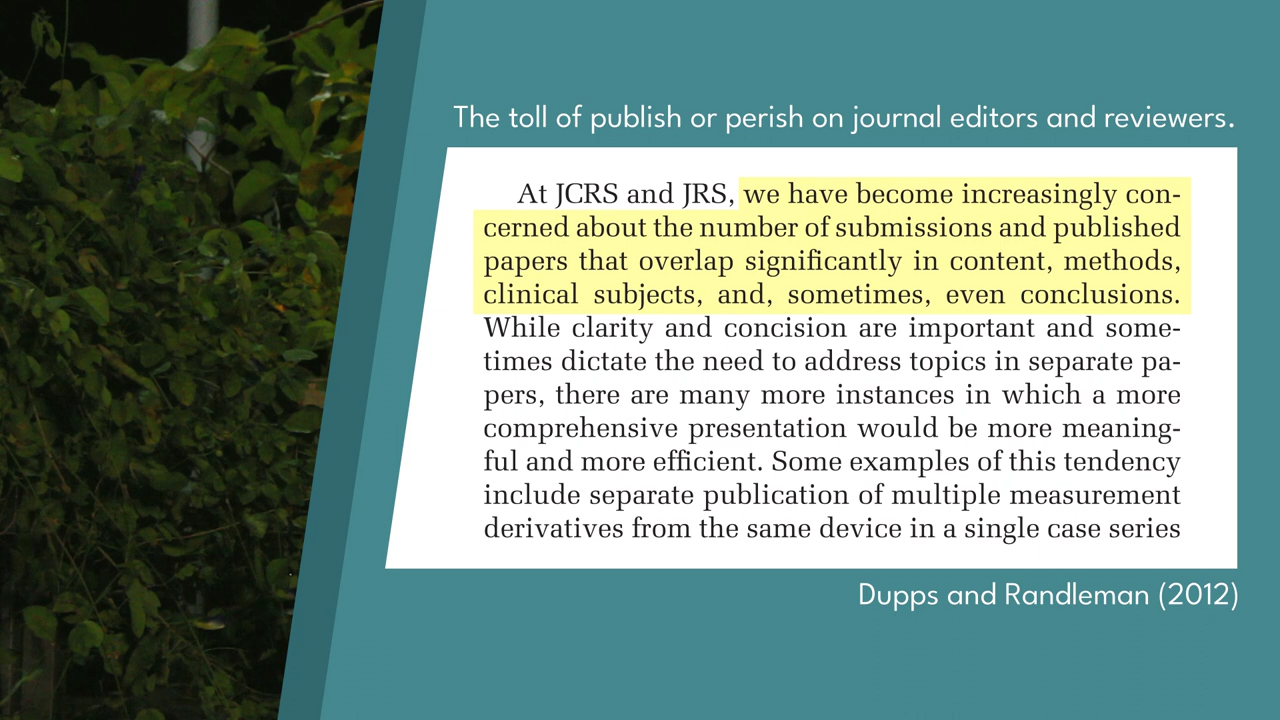 The toll of publish or perish on journal editors and reviewers.
At JCRS and JRS, we have become increasingly con-
cerned about the number of submissions and published
papers that overlap significantly in content, methods,
clinical subjects, and, sometimes, even conclusions.
While clarity and concision are important and some-
times dictate the need to address topics in separate pa-
pers, there are many more instances in which a more
comprehensive presentation would be more meaning-
ful and more efficient. Some examples of this tendency
include separate publication of multiple measurement
derivatives from the same device in a single case series
Dupps and Randleman (2012)